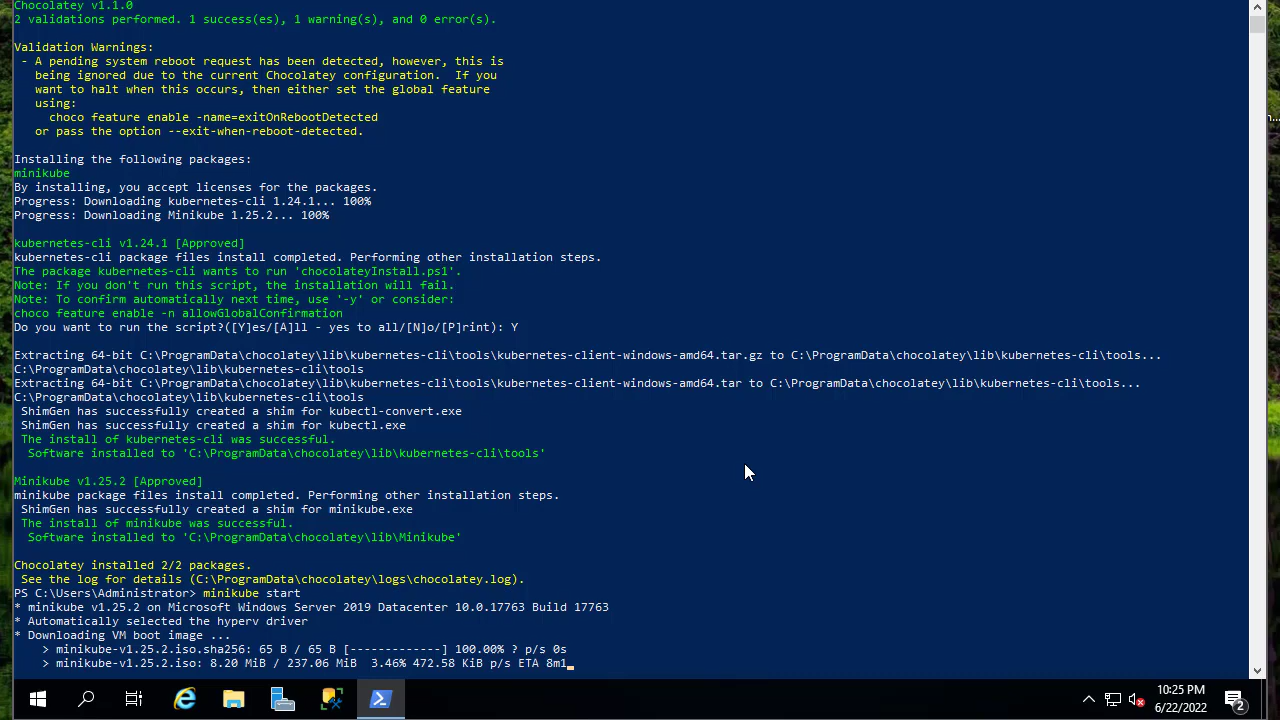 Chocolatey v1.1.0
2 validations performed. 1 success(es), 1 warning(s), and 0 error(s).
Validation Warnings:
- A pending system reboot request has been detected, however, this is
being ignored due to the current Chocolatey configuration.  If you
want to halt when this occurs, then either set the global feature
using:
choco feature enable -name=exitOnRebootDetected
or pass the option --exit-when-reboot-detected.
Installing the following packages:
minikube
By installing, you accept licenses for the packages.
Progress: Downloading kubernetes-cli 1.24.1... 100%
Progress: Downloading Minikube 1.25.2... 100%
kubernetes-cli v1.24.1 [Approved]
kubernetes-cli package files install completed. Performing other installation steps.
The package kubernetes-cli wants to run 'chocolateyInstall.ps1'.
Note: If you don't run this script, the installation will fail.
Note: To confirm automatically next time, use '-y' or consider:
choco feature enable -n allowGlobalConfirmation
Do you want to run the script?([Y]es/[A]ll - yes to all/[N]o/[P]rint): Y
Extracting 64-bit C:\ProgramData\chocolatey\lib\kubernetes-cli\tools\kubernetes-client-windows-amd64.tar.gz to C:\ProgramData\chocolatey\lib\kubernetes-cli\tools...
C:\ProgramData\chocolatey\lib\kubernetes-cli\tools
Extracting 64-bit C:\ProgramData\chocolatey\lib\kubernetes-cli\tools\kubernetes-client-windows-amd64.tar to C:\ProgramData\chocolatey\lib\kubernetes-cli\tools...
C:\ProgramData\chocolatey\lib\kubernetes-cli\tools
ShimGen has successfully created a shim for kubectl-convert.exe
ShimGen has successfully created a shim for kubectl.exe
The install of kubernetes-cli was successful.
Software installed to 'C:\ProgramData\chocolatey\lib\kubernetes-cli\tools'
Minikube v1.25.2 [Approved]
minikube package files install completed. Performing other installation steps.
ShimGen has successfully created a shim for minikube.exe
The install of minikube was successful.
Software installed to 'C:\ProgramData\chocolatey\lib\Minikube'
Chocolatey installed 2/2 packages.
See the log for details (C:\ProgramData\chocolatey\logs\chocolatey.log).
PS C:\Users\Administrator> minikube start
* minikube v1.25.2 on Microsoft Windows Server 2019 Datacenter 10.0.17763 Build 17763
* Automatically selected the hyperv driver
* Downloading VM boot image ...
> minikube-v1.25.2.iso.sha256: 65 B / 65 B [-------------] 100.00% ? p/s 0s
> minikube-v1.25.2.iso: 8.20 MiB / 237.06 MiB  3.46% 472.58 KiB p/s ETA 8m1
10:25 PM
6/22/2022
2